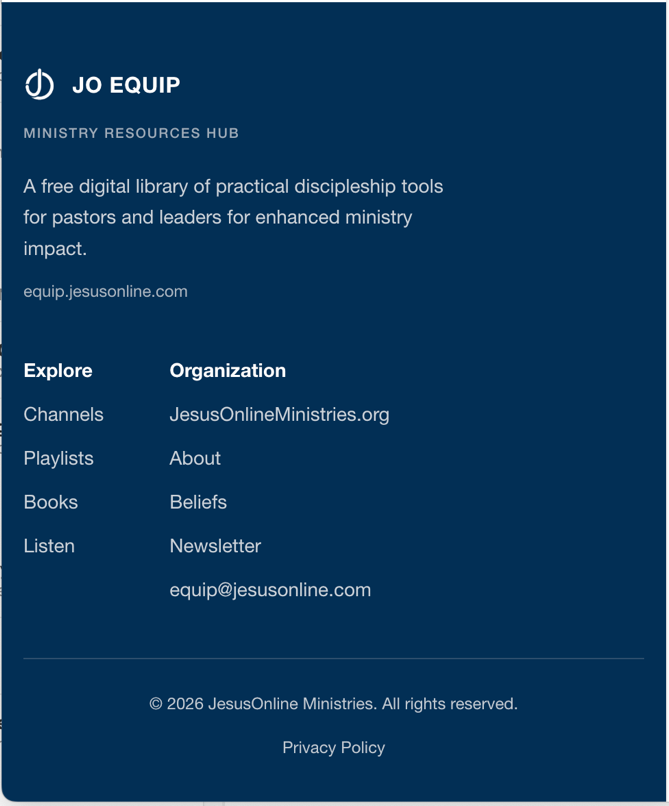 JO EQUIP
MINISTRY RESOURCES HUB
A free digital library of practical discipleship tools
for pastors and leaders for enhanced ministry
impact.
equip.jesusonline.com
Explore
Channels
Playlists
Books
Listen
Organization
JesusOnlineMinistries.org
About
Beliefs
Newsletter
equip@jesusonline.com
© 2026 JesusOnline Ministries. All rights reserved.
Privacy Policy